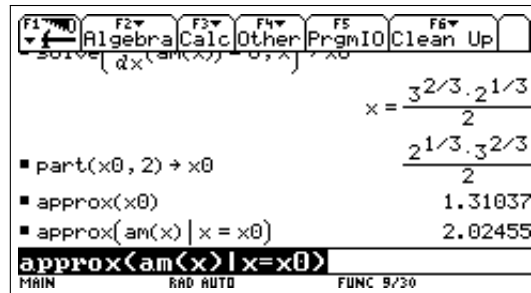 F1 F2 F3 F4 F5 F6
Algebra Calc Other PrgmIO Clean Up
x = 3^2/3·2^1/3 / 2
▪ part(x0,2) → x0 2^1/3·3^2/3 / 2
▪ approx(x0) 1.31037
▪ approx(am(x) | x = x0) 2.02455
approx(am(x)|x=x0)
MAIN RAD AUTO FUNC 9/30